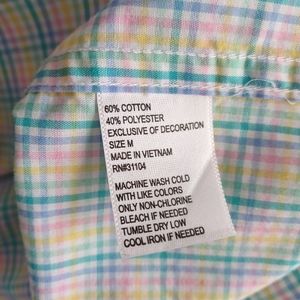 60% COTTON
40% POLYESTER
EXCLUSIVE OF DECORATION
SIZE M
MADE IN VIETNAM
RN#31104
MACHINE WASH COLD
WITH LIKE COLORS
ONLY NON-CHLORINE
BLEACH IF NEEDED
TUMBLE DRY LOW
COOL IRON IF NEEDED